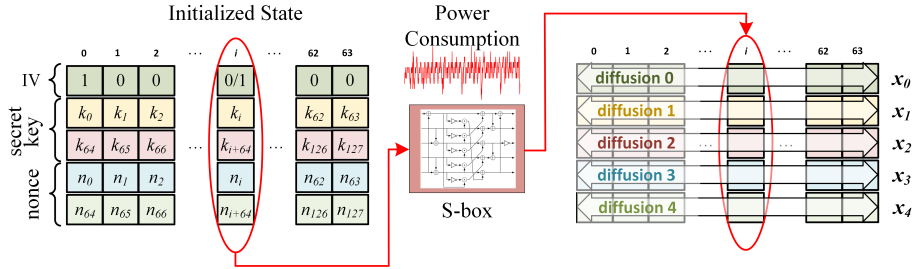 Initialized State
Power
Consumption
0 1 2 ... i ... 62 63
IV 1 0 0 0/1 0 0
secret
key
k0 k1 k2 ... ki ... k62 k63
k64 k65 k66 ki+64 k126 k127
nonce
n0 n1 n2 ni n62 n63
n64 n65 n66 ni+64 n126 n127
S-box
0 1 2 ... i ... 62 63
diffusion 0 x0
diffusion 1 x1
diffusion 2 ... ... x2
diffusion 3 x3
diffusion 4 x4